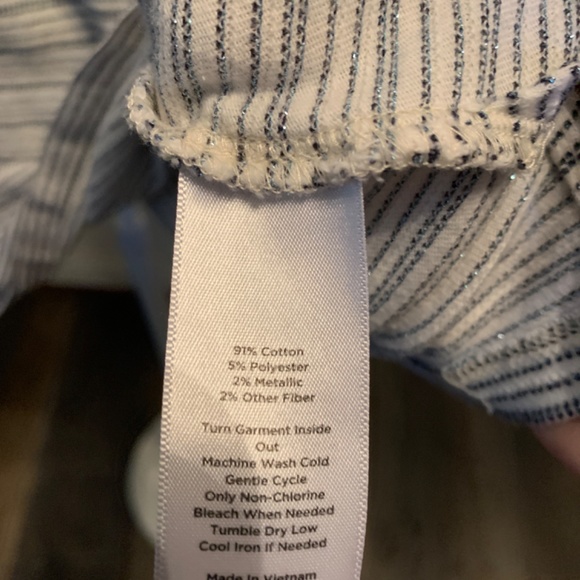 91% Cotton
5% Polyester
2% Metallic
2% Other Fiber
Turn Garment Inside
Out
Machine Wash Cold
Gentle Cycle
Only Non-Chlorine
Bleach When Needed
Tumble Dry Low
Cool Iron If Needed
Made In Vietnam